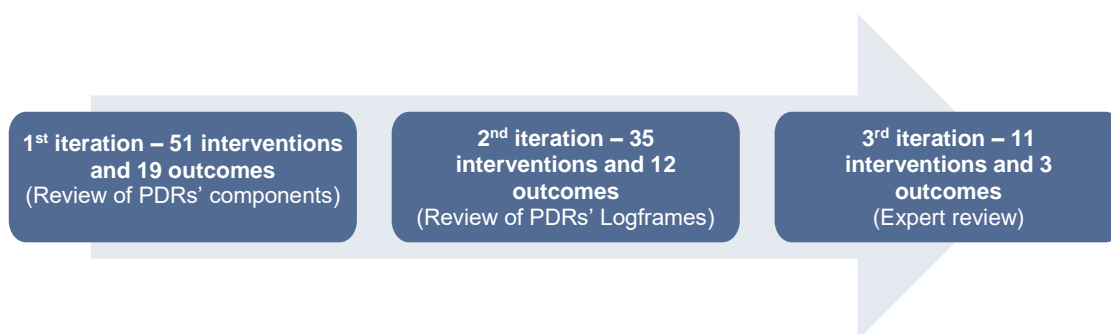 1st iteration – 51 interventions
and 19 outcomes
(Review of PDRs’ components)
2nd iteration – 35
interventions and 12
outcomes
(Review of PDRs’ Logframes)
3rd iteration – 11
interventions and 3
outcomes
(Expert review)